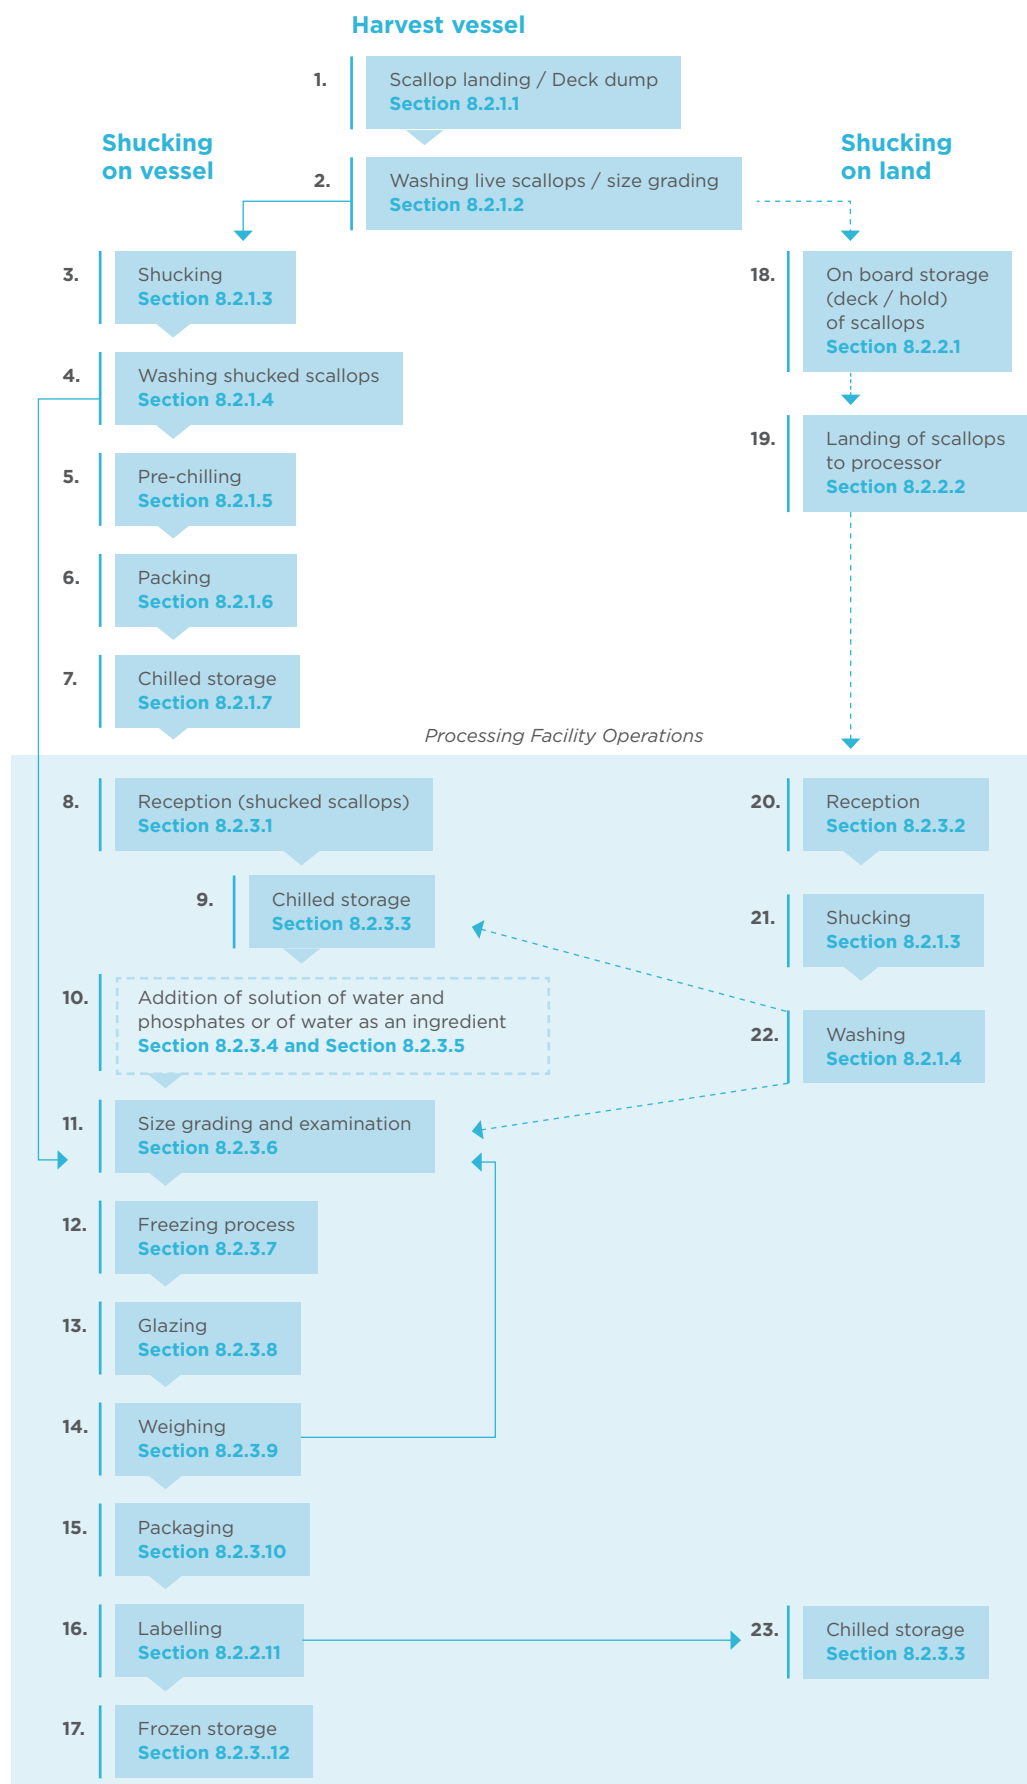 Harvest vessel
1.
Scallop landing / Deck dump
Section 8.2.1.1
Shucking
on vessel
Shucking
on land
2.
Washing live scallops / size grading
Section 8.2.1.2
3.
Shucking
Section 8.2.1.3
4.
Washing shucked scallops
Section 8.2.1.4
5.
Pre-chilling
Section 8.2.1.5
6.
Packing
Section 8.2.1.6
7.
Chilled storage
Section 8.2.1.7
18.
On board storage
(deck / hold)
of scallops
Section 8.2.2.1
19.
Landing of scallops
to processor
Section 8.2.2.2
Processing Facility Operations
8.
Reception (shucked scallops)
Section 8.2.3.1
9.
Chilled storage
Section 8.2.3.3
10.
Addition of solution of water and
phosphates or of water as an ingredient
Section 8.2.3.4 and Section 8.2.3.5
11.
Size grading and examination
Section 8.2.3.6
12.
Freezing process
Section 8.2.3.7
13.
Glazing
Section 8.2.3.8
14.
Weighing
Section 8.2.3.9
15.
Packaging
Section 8.2.3.10
16.
Labelling
Section 8.2.2.11
17.
Frozen storage
Section 8.2.3..12
20.
Reception
Section 8.2.3.2
21.
Shucking
Section 8.2.1.3
22.
Washing
Section 8.2.1.4
23.
Chilled storage
Section 8.2.3.3